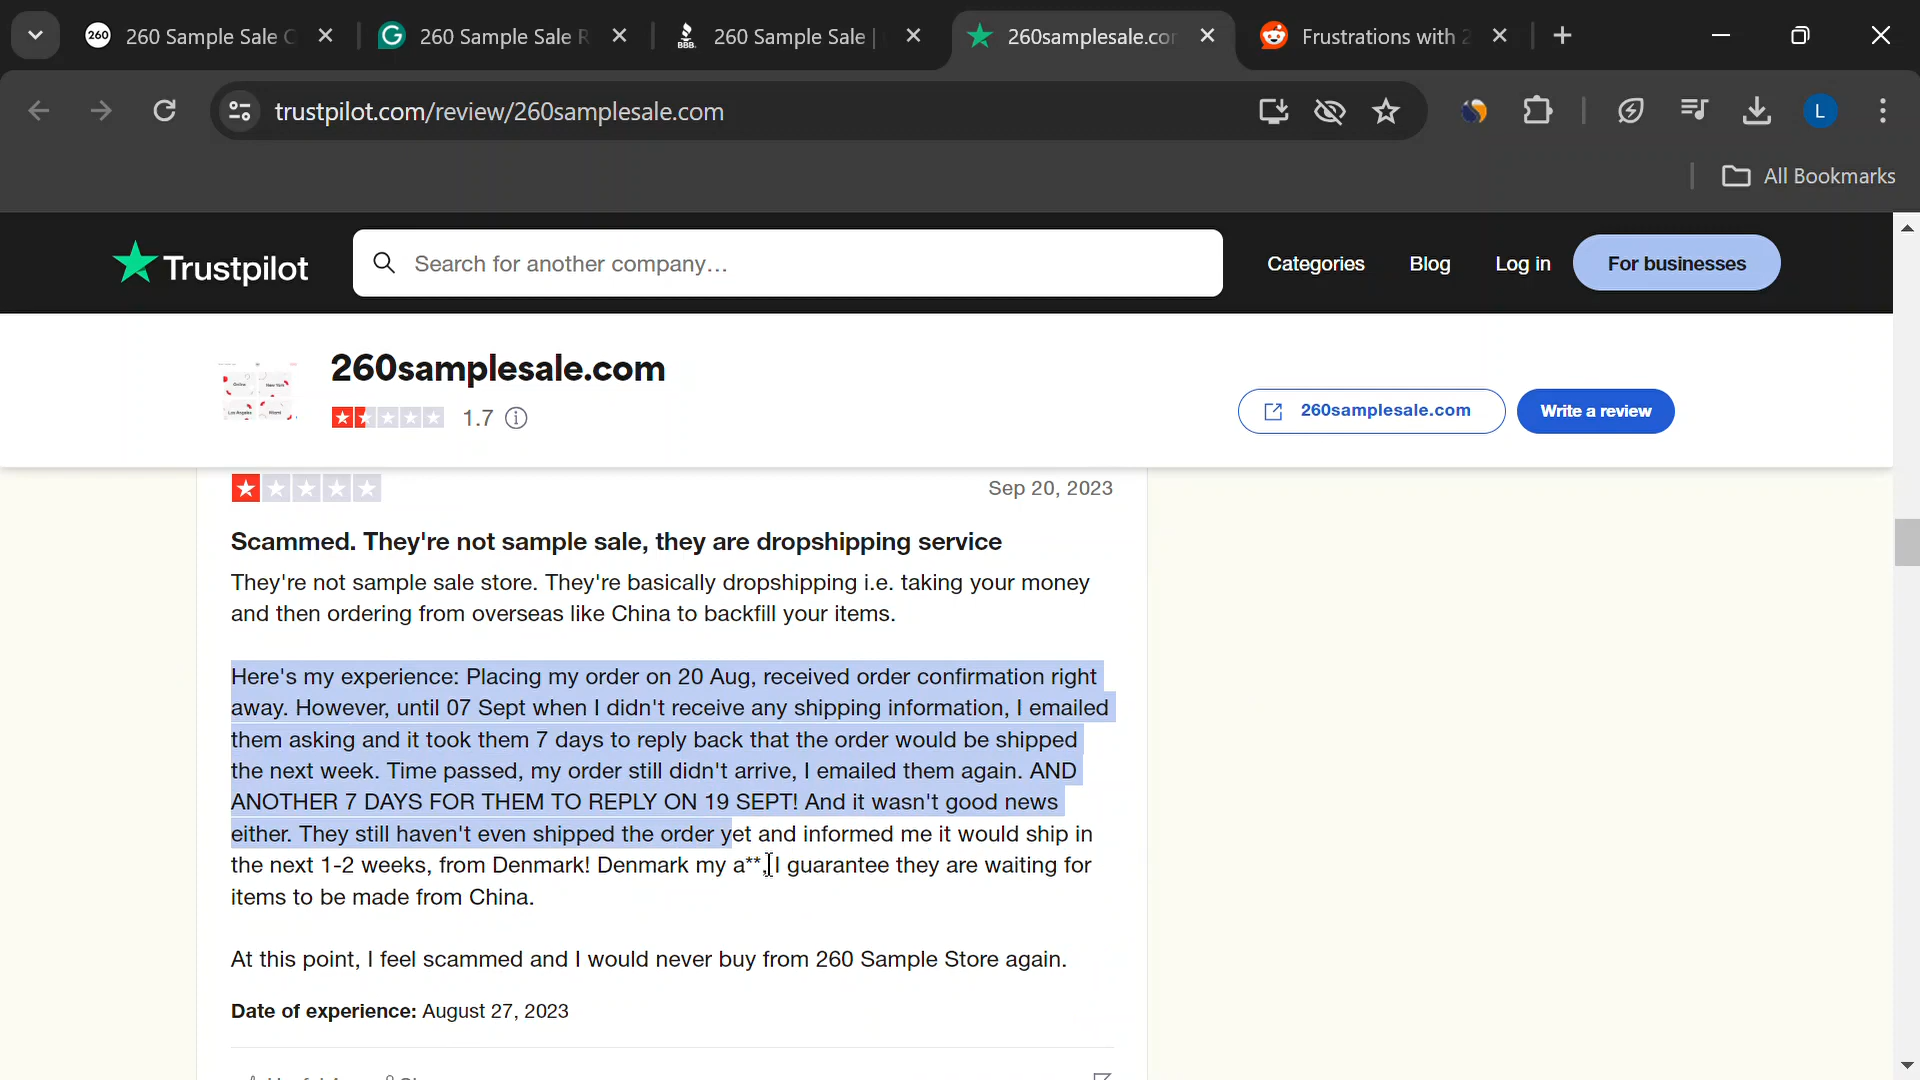 260 260 Sample Sale C
260 Sample Sale R
BBB. 260 Sample Sale |
260samplesale.com
Frustrations with 2
trustpilot.com/review/260samplesale.com
L
All Bookmarks
Trustpilot
Search for another company…
Categories
Blog
Log in
For businesses
260samplesale.com
1.7
260samplesale.com
Write a review
Online
New York
Los Angeles
Miami
Sep 20, 2023
Scammed. They're not sample sale, they are dropshipping service
They're not sample sale store. They're basically dropshipping i.e. taking your money
and then ordering from overseas like China to backfill your items.
Here's my experience: Placing my order on 20 Aug, received order confirmation right
away. However, until 07 Sept when I didn't receive any shipping information, I emailed
them asking and it took them 7 days to reply back that the order would be shipped
the next week. Time passed, my order still didn't arrive, I emailed them again. AND
ANOTHER 7 DAYS FOR THEM TO REPLY ON 19 SEPT! And it wasn't good news
either. They still haven't even shipped the order yet and informed me it would ship in
the next 1-2 weeks, from Denmark! Denmark my a**, I guarantee they are waiting for
items to be made from China.
At this point, I feel scammed and I would never buy from 260 Sample Store again.
Date of experience: August 27, 2023